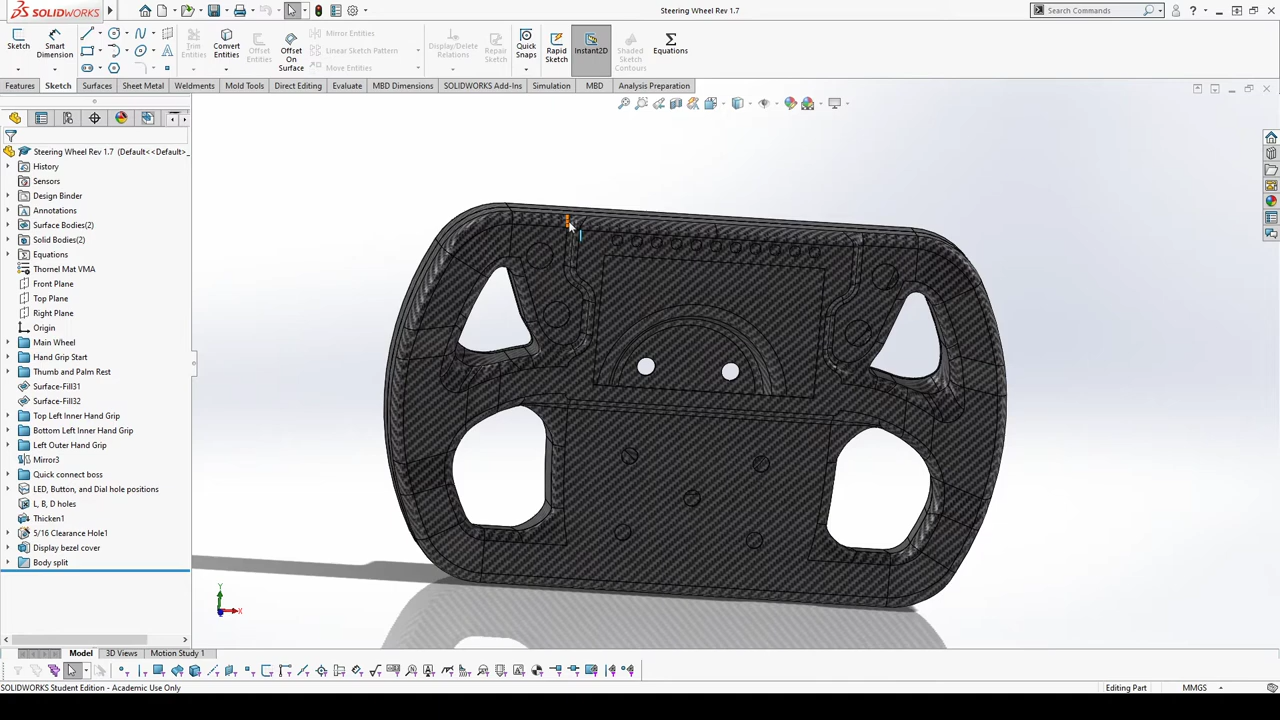 SOLIDWORKS
Steering Wheel Rev 1.7
Search Commands
Sketch
Smart Dimension
Trim Entities
Convert Entities
Offset Entities
Offset On Surface
Mirror Entities
Linear Sketch Pattern
Move Entities
Display/Delete Relations
Repair Sketch
Quick Snaps
Rapid Sketch
Instant2D
Shaded Sketch Contours
Equations
Features
Sketch
Surfaces
Sheet Metal
Weldments
Mold Tools
Direct Editing
Evaluate
MBD Dimensions
SOLIDWORKS Add-Ins
Simulation
MBD
Analysis Preparation
Steering Wheel Rev 1.7 (Default<<Default>_
History
Sensors
Design Binder
Annotations
Surface Bodies(2)
Solid Bodies(2)
Equations
Thornel Mat VMA
Front Plane
Top Plane
Right Plane
Origin
Main Wheel
Hand Grip Start
Thumb and Palm Rest
Surface-Fill31
Surface-Fill32
Top Left Inner Hand Grip
Bottom Left Inner Hand Grip
Left Outer Hand Grip
Mirror3
Quick connect boss
LED, Button, and Dial hole positions
L, B, D holes
Thicken1
5/16 Clearance Hole1
Display bezel cover
Body split
Y
X
Model
3D Views
Motion Study 1
SOLIDWORKS Student Edition - Academic Use Only
Editing Part
MMGS